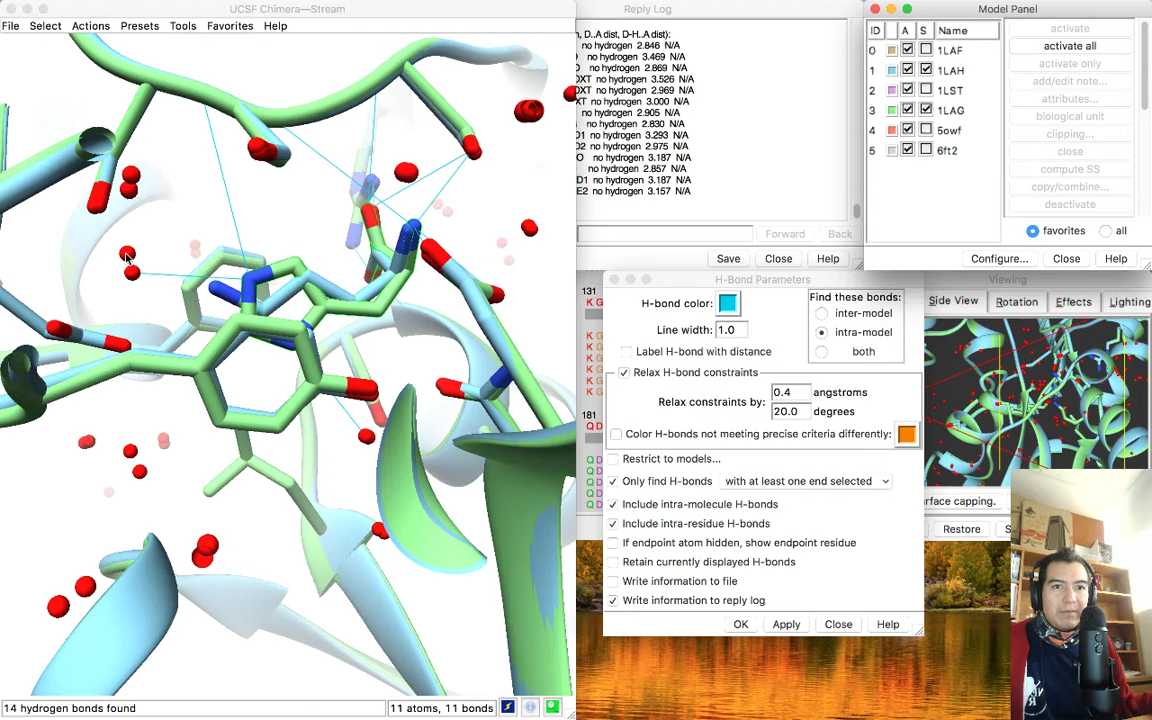 UCSF Chimera—Stream
File Select Actions Presets Tools Favorites Help
14 hydrogen bonds found
11 atoms, 11 bonds
Reply Log
, D..A dist, D-H..A dist):
no hydrogen 2.846 N/A
no hydrogen 3.469 N/A
no hydrogen 2.869 N/A
OXT no hydrogen 3.526 N/A
OXT no hydrogen 2.969 N/A
XT no hydrogen 3.000 N/A
no hydrogen 2.905 N/A
no hydrogen 2.830 N/A
D1 no hydrogen 3.293 N/A
D2 no hydrogen 2.975 N/A
O no hydrogen 3.187 N/A
no hydrogen 2.857 N/A
D1 no hydrogen 3.187 N/A
E2 no hydrogen 3.157 N/A
Forward Back
Save Close Help
Model Panel
ID A S Name
0 1LAF
1 1LAH
2 1LST
3 1LAG
4 5owf
5 6ft2
activate
activate all
activate only
add/edit note...
attributes...
biological unit
clipping...
close
compute SS
copy/combine...
deactivate
favorites all
Configure... Close Help
131
K G
K G
K G
K G
K G
181
Q D
Q D
Q D
Q D
Q D
H-Bond Parameters
H-bond color:
Line width: 1.0
Label H-bond with distance
Find these bonds:
inter-model
intra-model
both
Relax H-bond constraints
Relax constraints by:
0.4 angstroms
20.0 degrees
Color H-bonds not meeting precise criteria differently:
Restrict to models...
Only find H-bonds with at least one end selected
Include intra-molecule H-bonds
Include intra-residue H-bonds
If endpoint atom hidden, show endpoint residue
Retain currently displayed H-bonds
Write information to file
Write information to reply log
OK Apply Close Help
Viewing
Side View Rotation Effects Lighting
rface capping.
Restore S